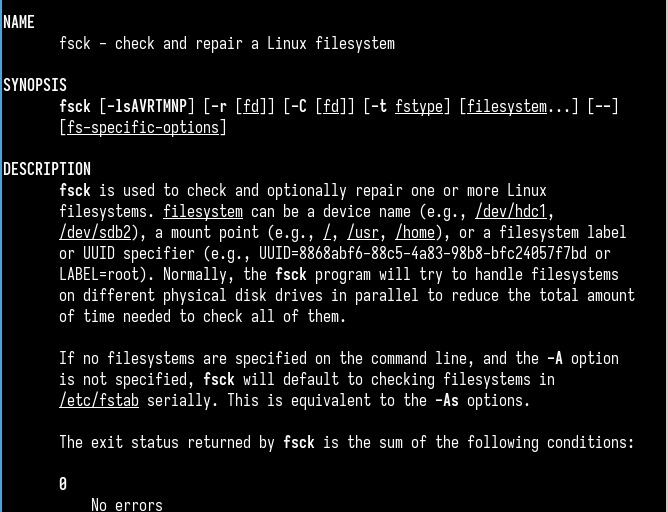 NAME
fsck - check and repair a Linux filesystem
SYNOPSIS
fsck [-lsAVRTMNP] [-r [fd]] [-C [fd]] [-t fstype] [filesystem...] [--]
[fs-specific-options]
DESCRIPTION
fsck is used to check and optionally repair one or more Linux
filesystems. filesystem can be a device name (e.g., /dev/hdc1,
/dev/sdb2), a mount point (e.g., /, /usr, /home), or a filesystem label
or UUID specifier (e.g., UUID=8868abf6-88c5-4a83-98b8-bfc24057f7bd or
LABEL=root). Normally, the fsck program will try to handle filesystems
on different physical disk drives in parallel to reduce the total amount
of time needed to check all of them.
If no filesystems are specified on the command line, and the -A option
is not specified, fsck will default to checking filesystems in
/etc/fstab serially. This is equivalent to the -As options.
The exit status returned by fsck is the sum of the following conditions:
0
No errors